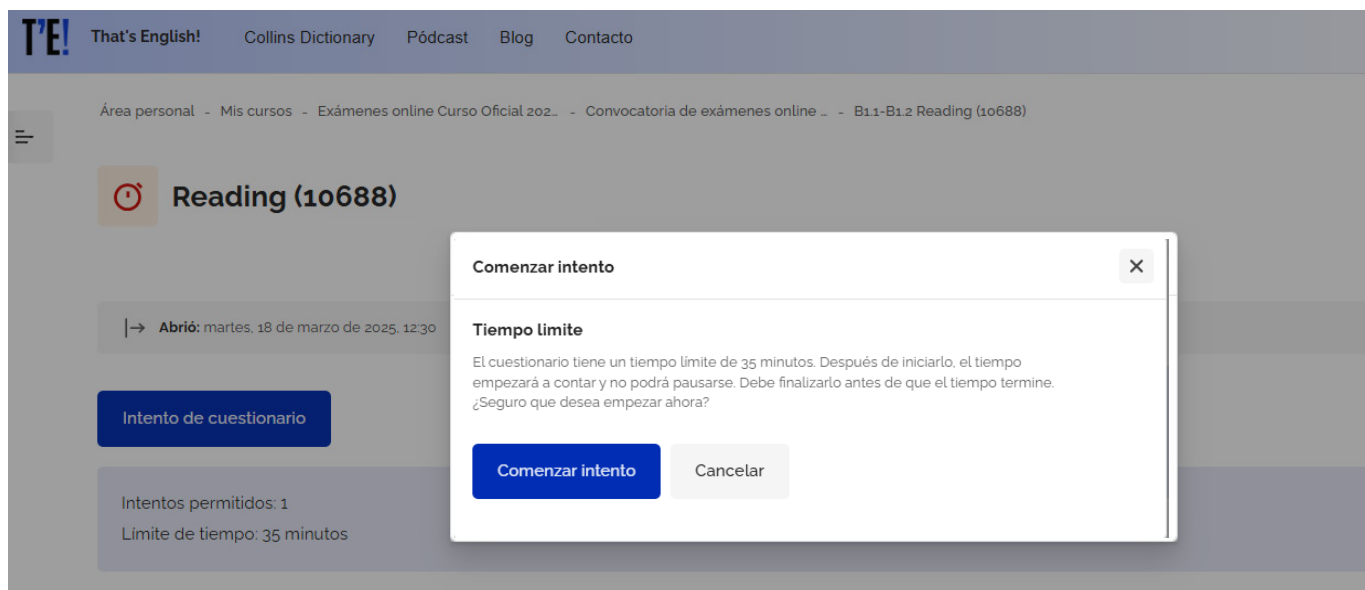 T'E! That's English! Collins Dictionary Pódcast Blog Contacto
Área personal - Mis cursos - Exámenes online Curso Oficial 202... - Convocatoria de exámenes online ... - B1.1-B1.2 Reading (10688)
Reading (10688)
Comenzar intento
Abrió: martes, 18 de marzo de 2025, 12:30
Tiempo límite
El cuestionario tiene un tiempo límite de 35 minutos. Después de iniciarlo, el tiempo
empezará a contar y no podrá pausarse. Debe finalizarlo antes de que el tiempo termine.
¿Seguro que desea empezar ahora?
Intento de cuestionario
Comenzar intento Cancelar
Intentos permitidos: 1
Límite de tiempo: 35 minutos